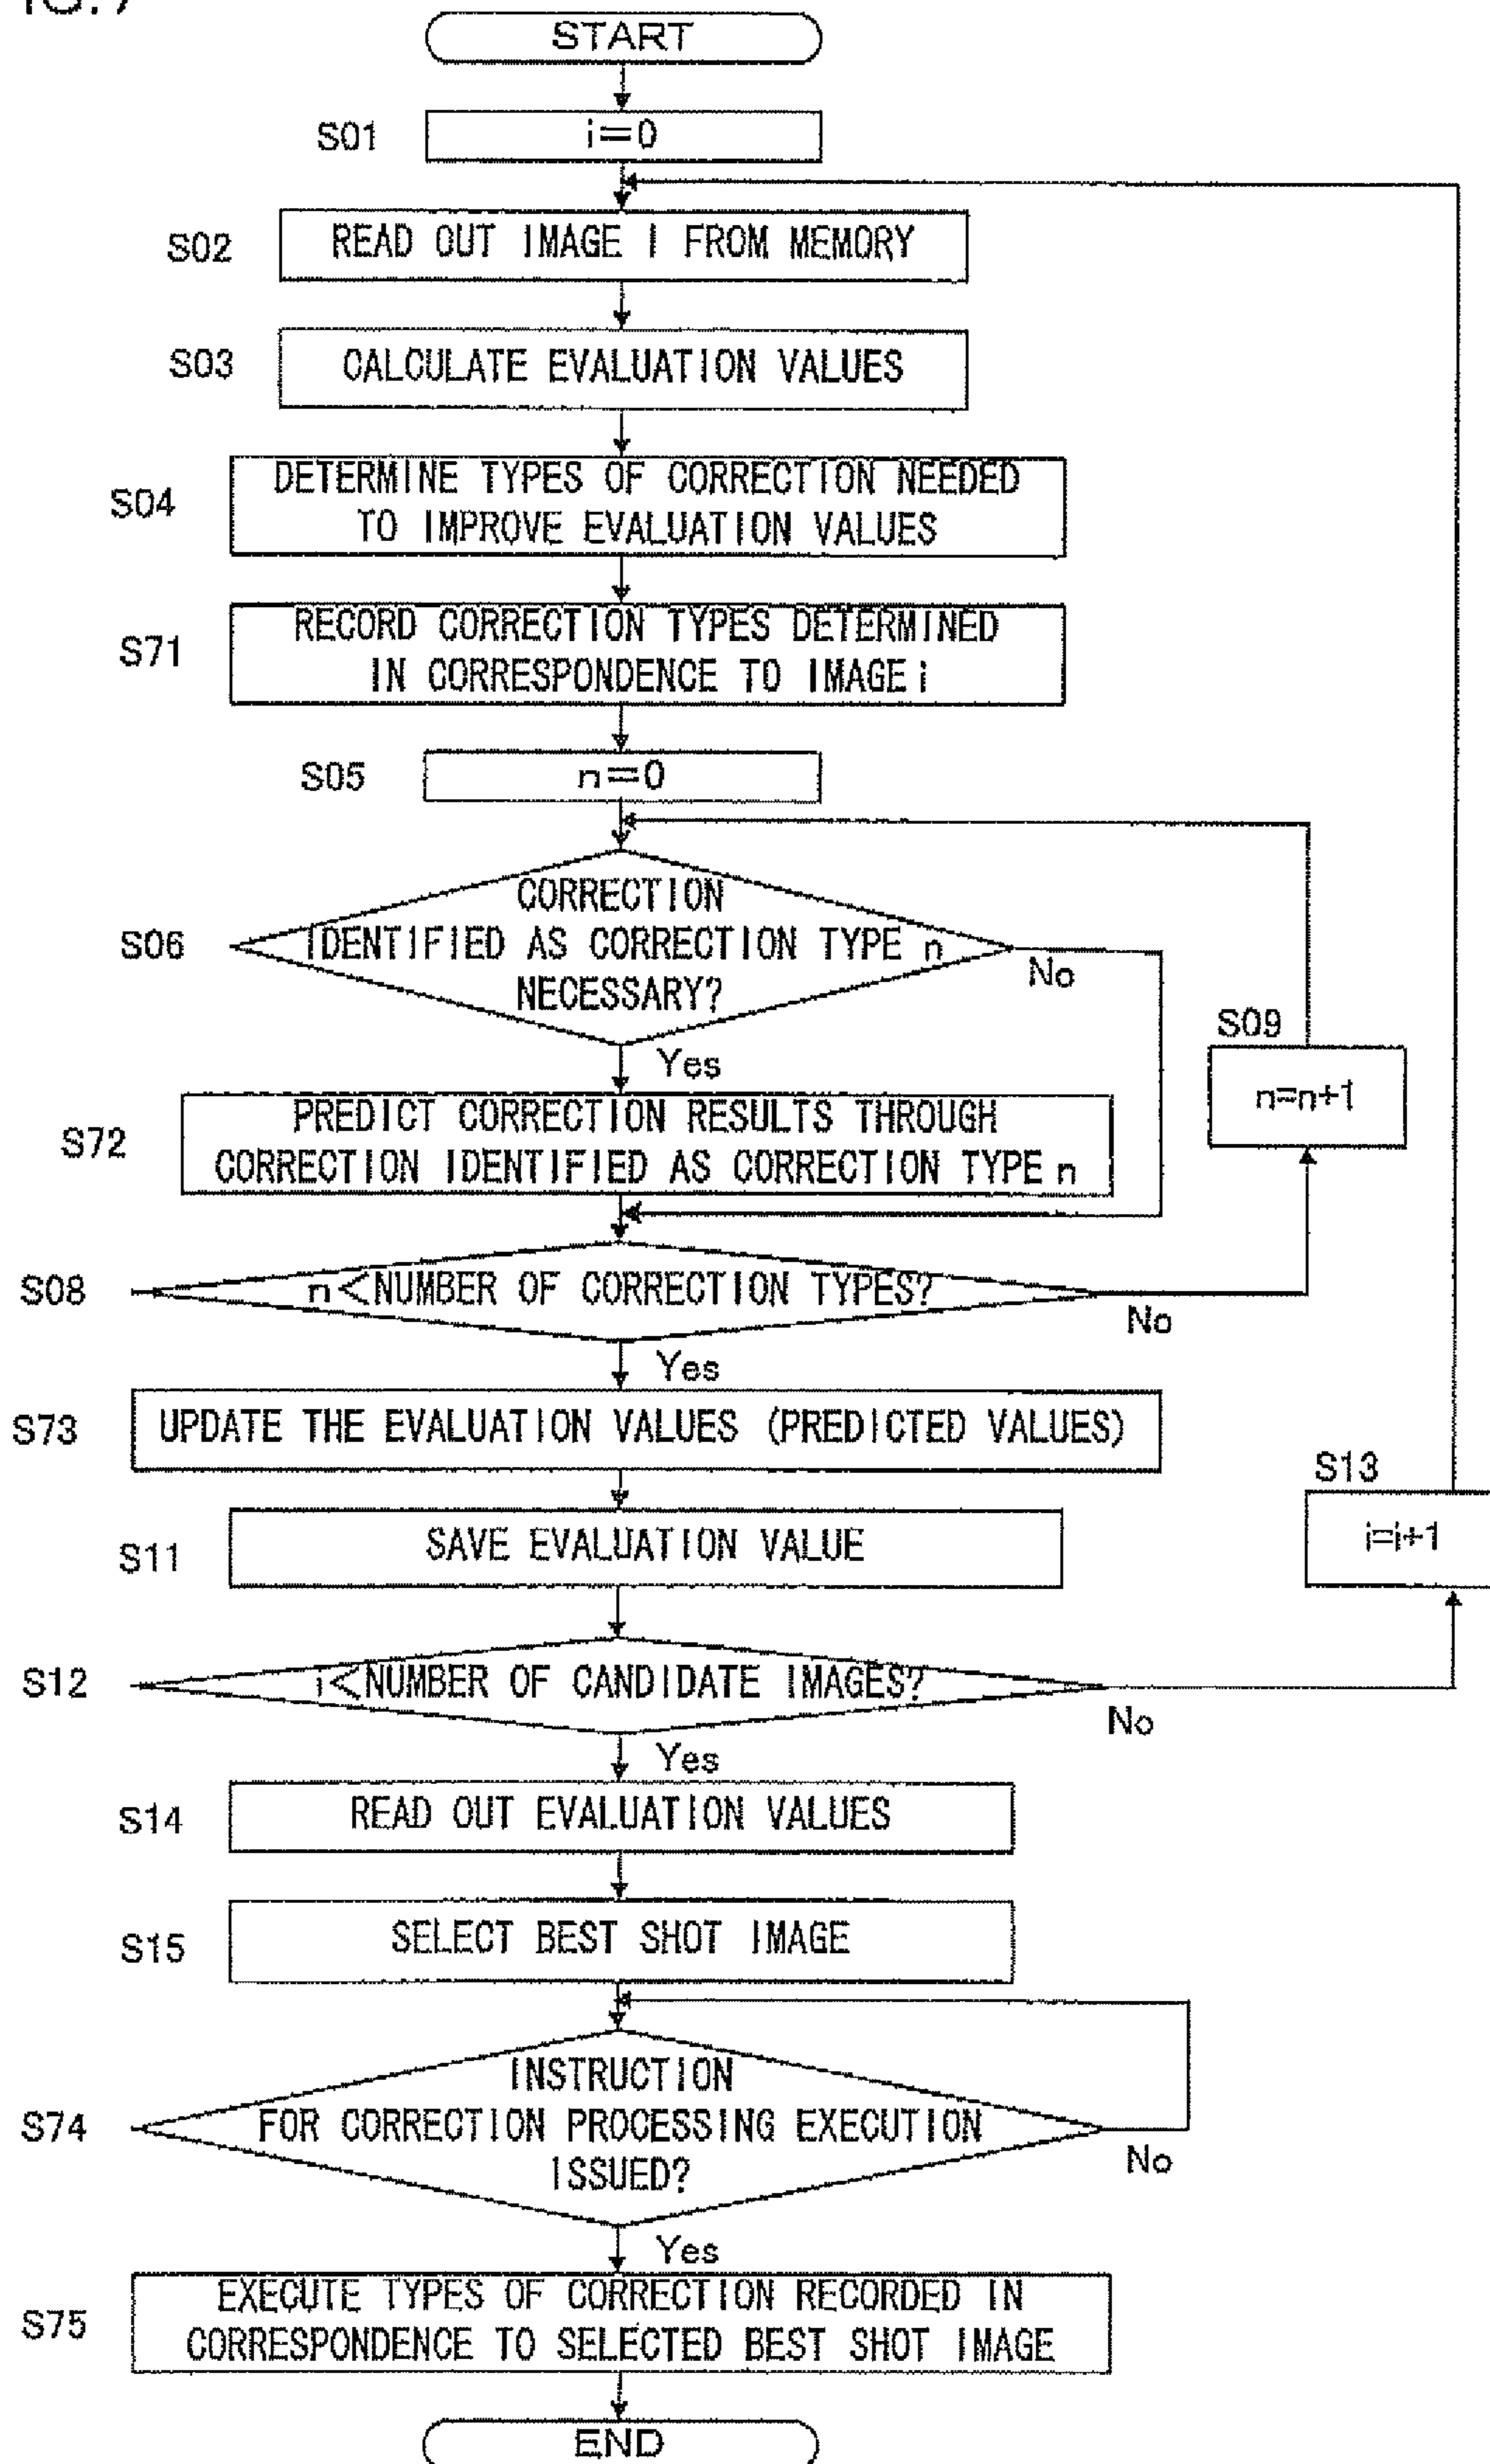 FIG. 7
START
S01
i=0
S02
READ OUT IMAGE I FROM MEMORY
S03
CALCULATE EVALUATION VALUES
S04
DETERMINE TYPES OF CORRECTION NEEDED
TO IMPROVE EVALUATION VALUES
S71
RECORD CORRECTION TYPES DETERMINED
IN CORRESPONDENCE TO IMAGE i
S05
n=0
S06
CORRECTION
IDENTIFIED AS CORRECTION TYPE n
NECESSARY?
No
Yes
S09
n=n+1
S72
PREDICT CORRECTION RESULTS THROUGH
CORRECTION IDENTIFIED AS CORRECTION TYPE n
S08
n<NUMBER OF CORRECTION TYPES?
No
Yes
S73
UPDATE THE EVALUATION VALUES (PREDICTED VALUES)
S13
i=i+1
S11
SAVE EVALUATION VALUE
S12
i<NUMBER OF CANDIDATE IMAGES?
No
Yes
S14
READ OUT EVALUATION VALUES
S15
SELECT BEST SHOT IMAGE
S74
INSTRUCTION
FOR CORRECTION PROCESSING EXECUTION
ISSUED?
No
Yes
S75
EXECUTE TYPES OF CORRECTION RECORDED IN
CORRESPONDENCE TO SELECTED BEST SHOT IMAGE
END